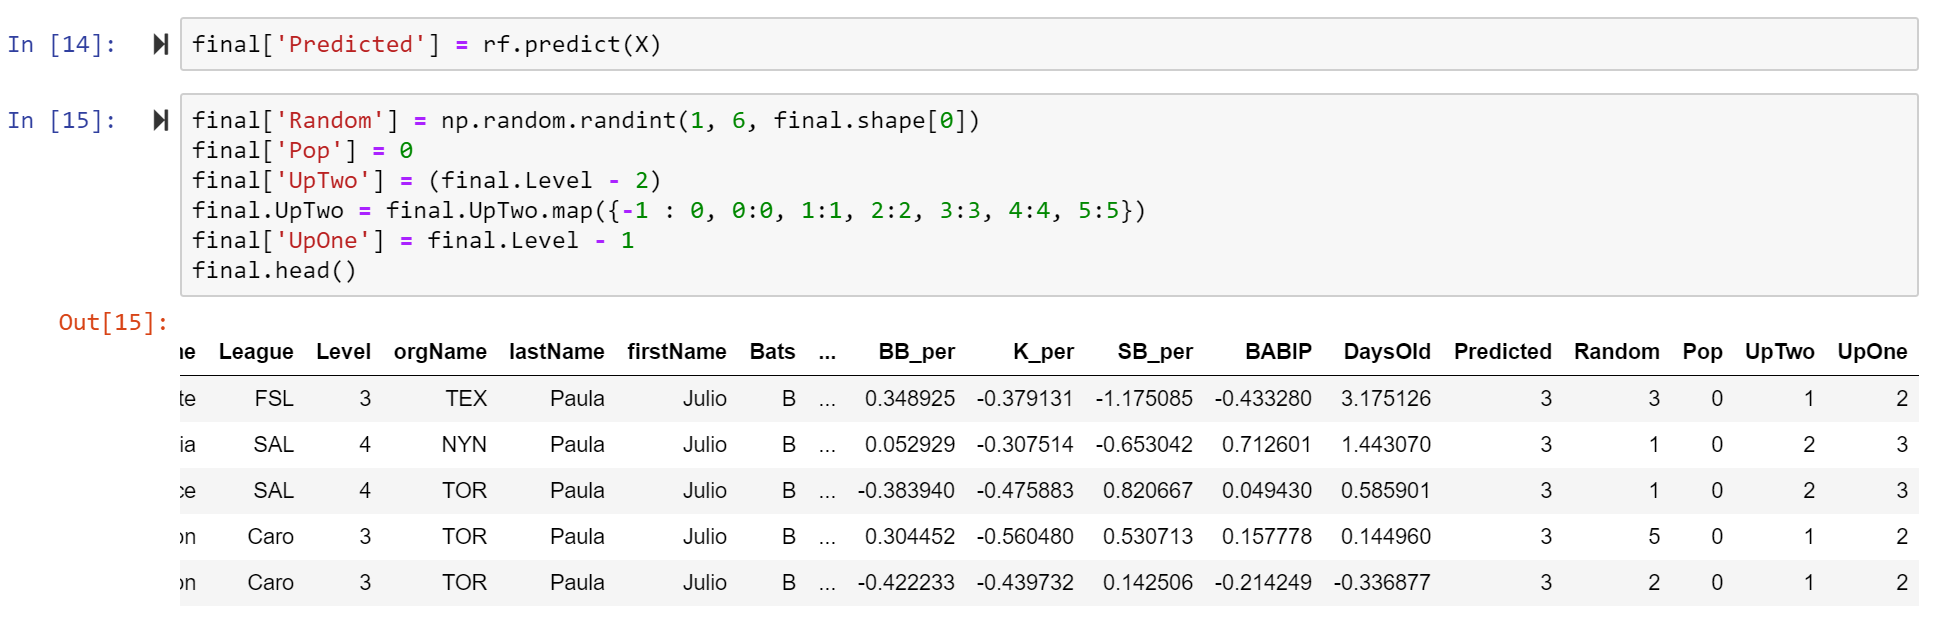 In [14]: final['Predicted'] = rf.predict(X)
In [15]: final['Random'] = np.random.randint(1, 6, final.shape[0])
final['Pop'] = 0
final['UpTwo'] = (final.Level - 2)
final.UpTwo = final.UpTwo.map({-1 : 0, 0:0, 1:1, 2:2, 3:3, 4:4, 5:5})
final['UpOne'] = final.Level - 1
final.head()
Out[15]:
ne League Level orgName lastName firstName Bats ... BB_per K_per SB_per BABIP DaysOld Predicted Random Pop UpTwo UpOne
te FSL 3 TEX Paula Julio B ... 0.348925 -0.379131 -1.175085 -0.433280 3.175126 3 3 0 1 2
ia SAL 4 NYN Paula Julio B ... 0.052929 -0.307514 -0.653042 0.712601 1.443070 3 1 0 2 3
ce SAL 4 TOR Paula Julio B ... -0.383940 -0.475883 0.820667 0.049430 0.585901 3 1 0 2 3
on Caro 3 TOR Paula Julio B ... 0.304452 -0.560480 0.530713 0.157778 0.144960 3 5 0 1 2
on Caro 3 TOR Paula Julio B ... -0.422233 -0.439732 0.142506 -0.214249 -0.336877 3 2 0 1 2